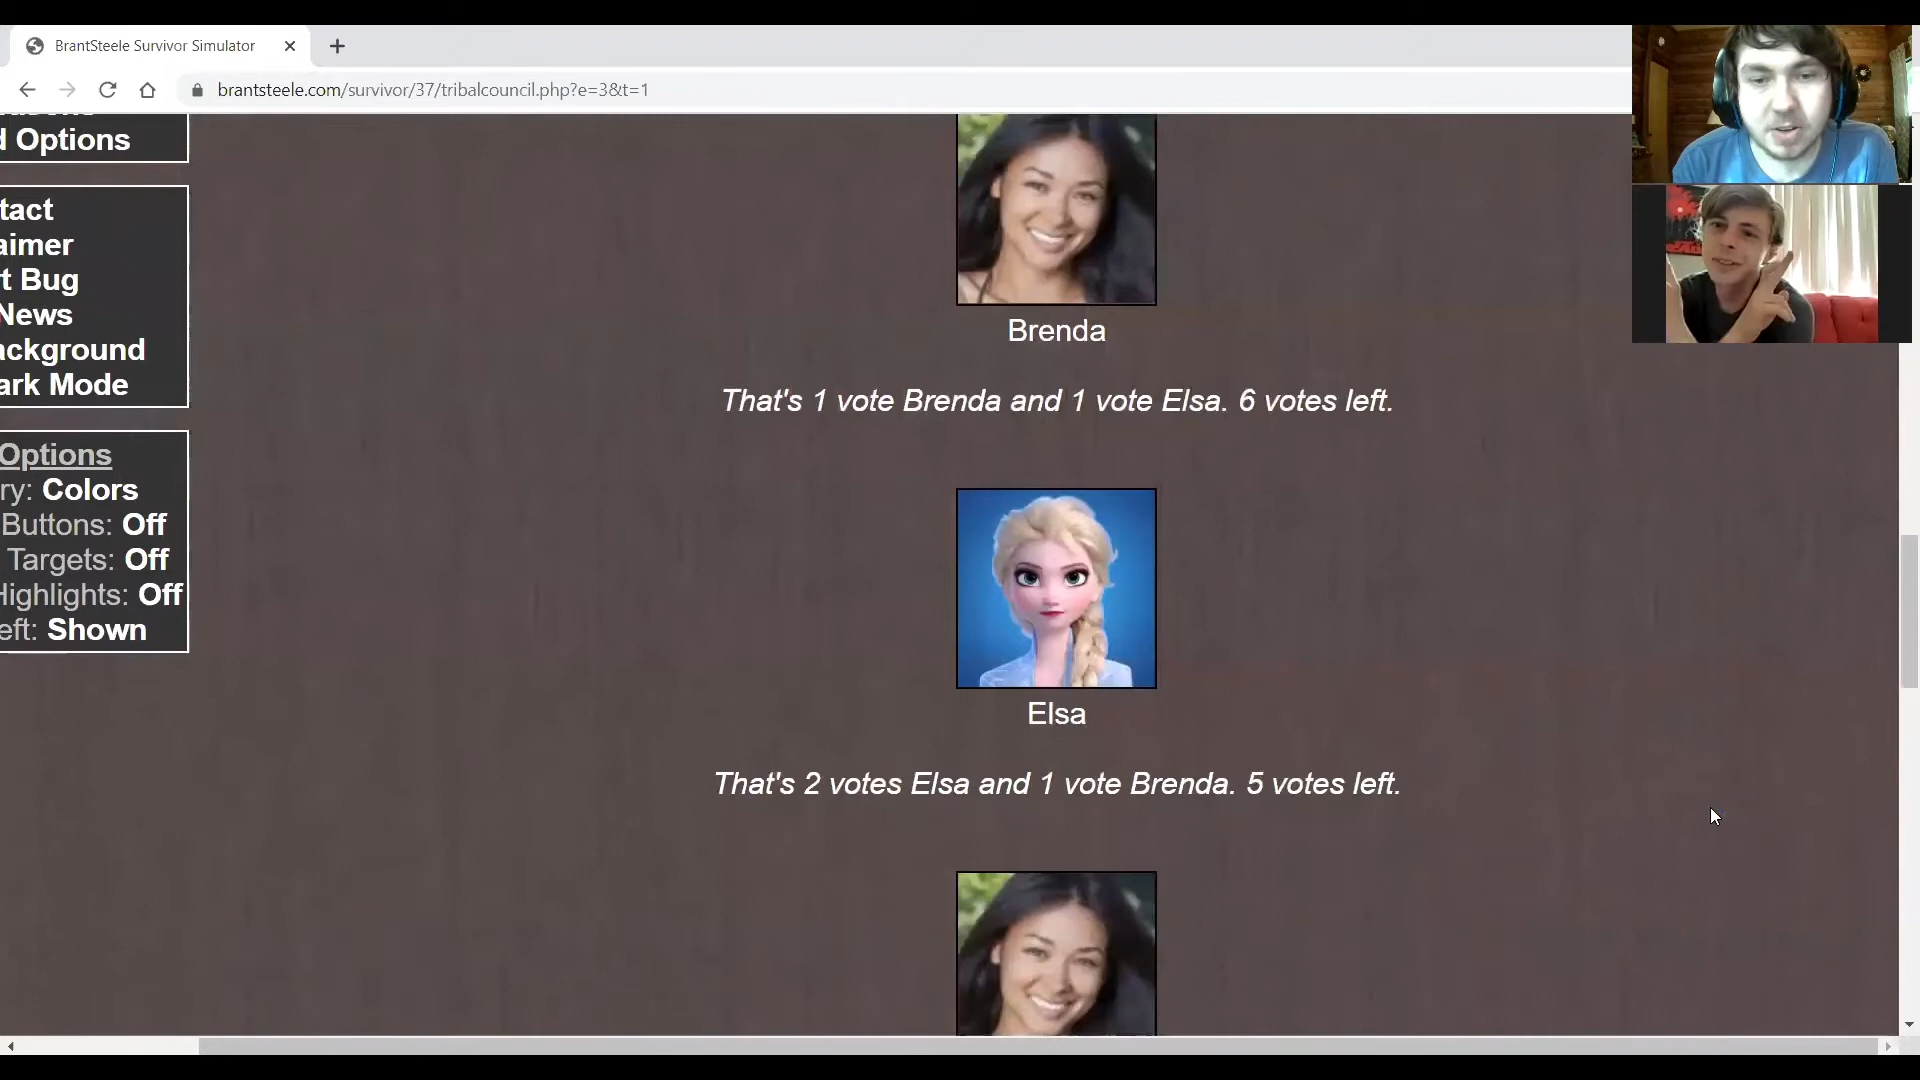 BrantSteele Survivor Simulator
brantsteele.com/survivor/37/tribalcouncil.php?e=3&t=1
d Options
tact
aimer
t Bug
News
ackground
ark Mode
Options
ry: Colors
Buttons: Off
Targets: Off
Highlights: Off
eft: Shown
Brenda
That's 1 vote Brenda and 1 vote Elsa. 6 votes left.
Elsa
That's 2 votes Elsa and 1 vote Brenda. 5 votes left.